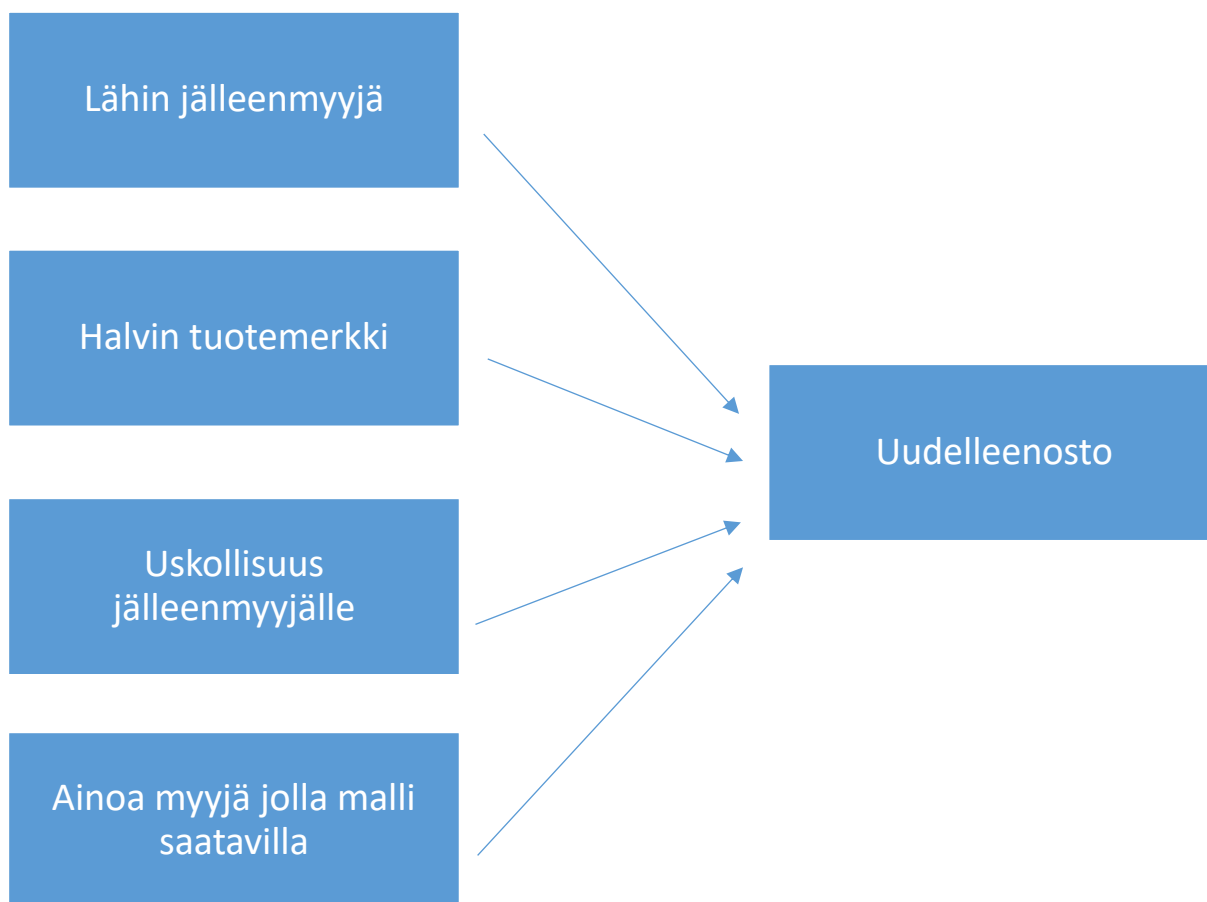 Lähin jälleenmyyjä
Halvin tuotemerkki
Uskollisuus
jälleenmyyjälle
Ainoa myyjä jolla malli
saatavilla
Uudelleenosto